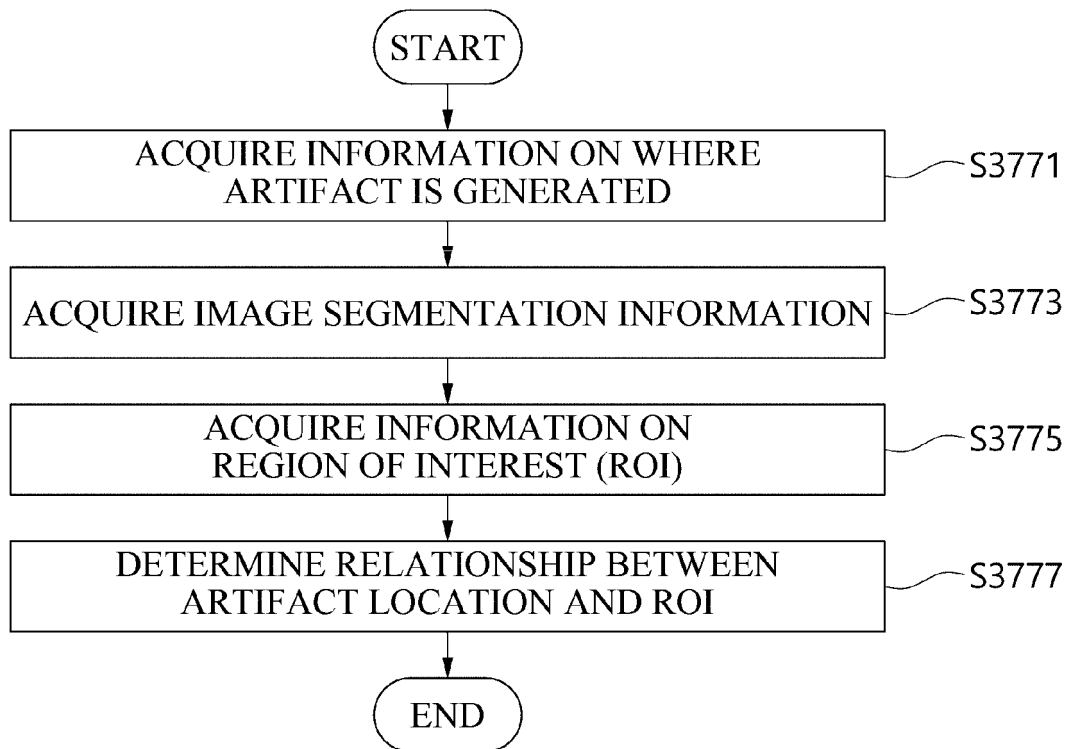 START
ACQUIRE INFORMATION ON WHERE
ARTIFACT IS GENERATED
S3771
ACQUIRE IMAGE SEGMENTATION INFORMATION
S3773
ACQUIRE INFORMATION ON
REGION OF INTEREST (ROI)
S3775
DETERMINE RELATIONSHIP BETWEEN
ARTIFACT LOCATION AND ROI
S3777
END